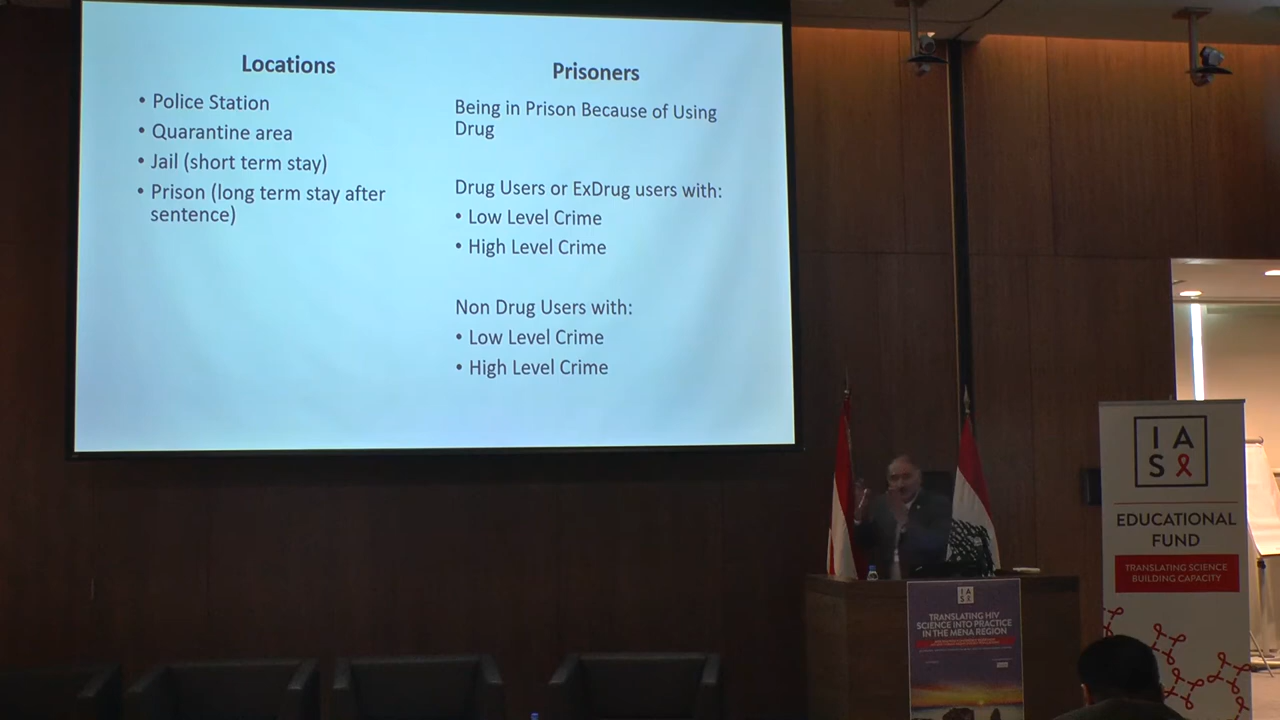 Locations
• Police Station
• Quarantine area
• Jail (short term stay)
• Prison (long term stay after
sentence)
Prisoners
Being in Prison Because of Using
Drug
Drug Users or ExDrug users with:
• Low Level Crime
• High Level Crime
Non Drug Users with:
• Low Level Crime
• High Level Crime
IAS
EDUCATIONAL
FUND
TRANSLATING SCIENCE
BUILDING CAPACITY
IAS
TRANSLATING HIV
SCIENCE INTO PRACTICE
IN THE MENA REGION